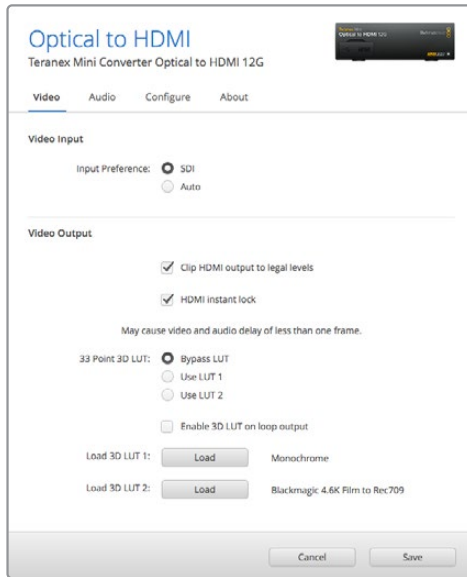 Optical to HDMI
Teranex Mini Converter Optical to HDMI 12G
Video Audio Configure About
Video Input
Input Preference: SDI
Auto
Video Output
Clip HDMI output to legal levels
HDMI instant lock
May cause video and audio delay of less than one frame.
33 Point 3D LUT: Bypass LUT
Use LUT 1
Use LUT 2
Enable 3D LUT on loop output
Load 3D LUT 1: Load Monochrome
Load 3D LUT 2: Load Blackmagic 4.6K Film to Rec709
Cancel Save